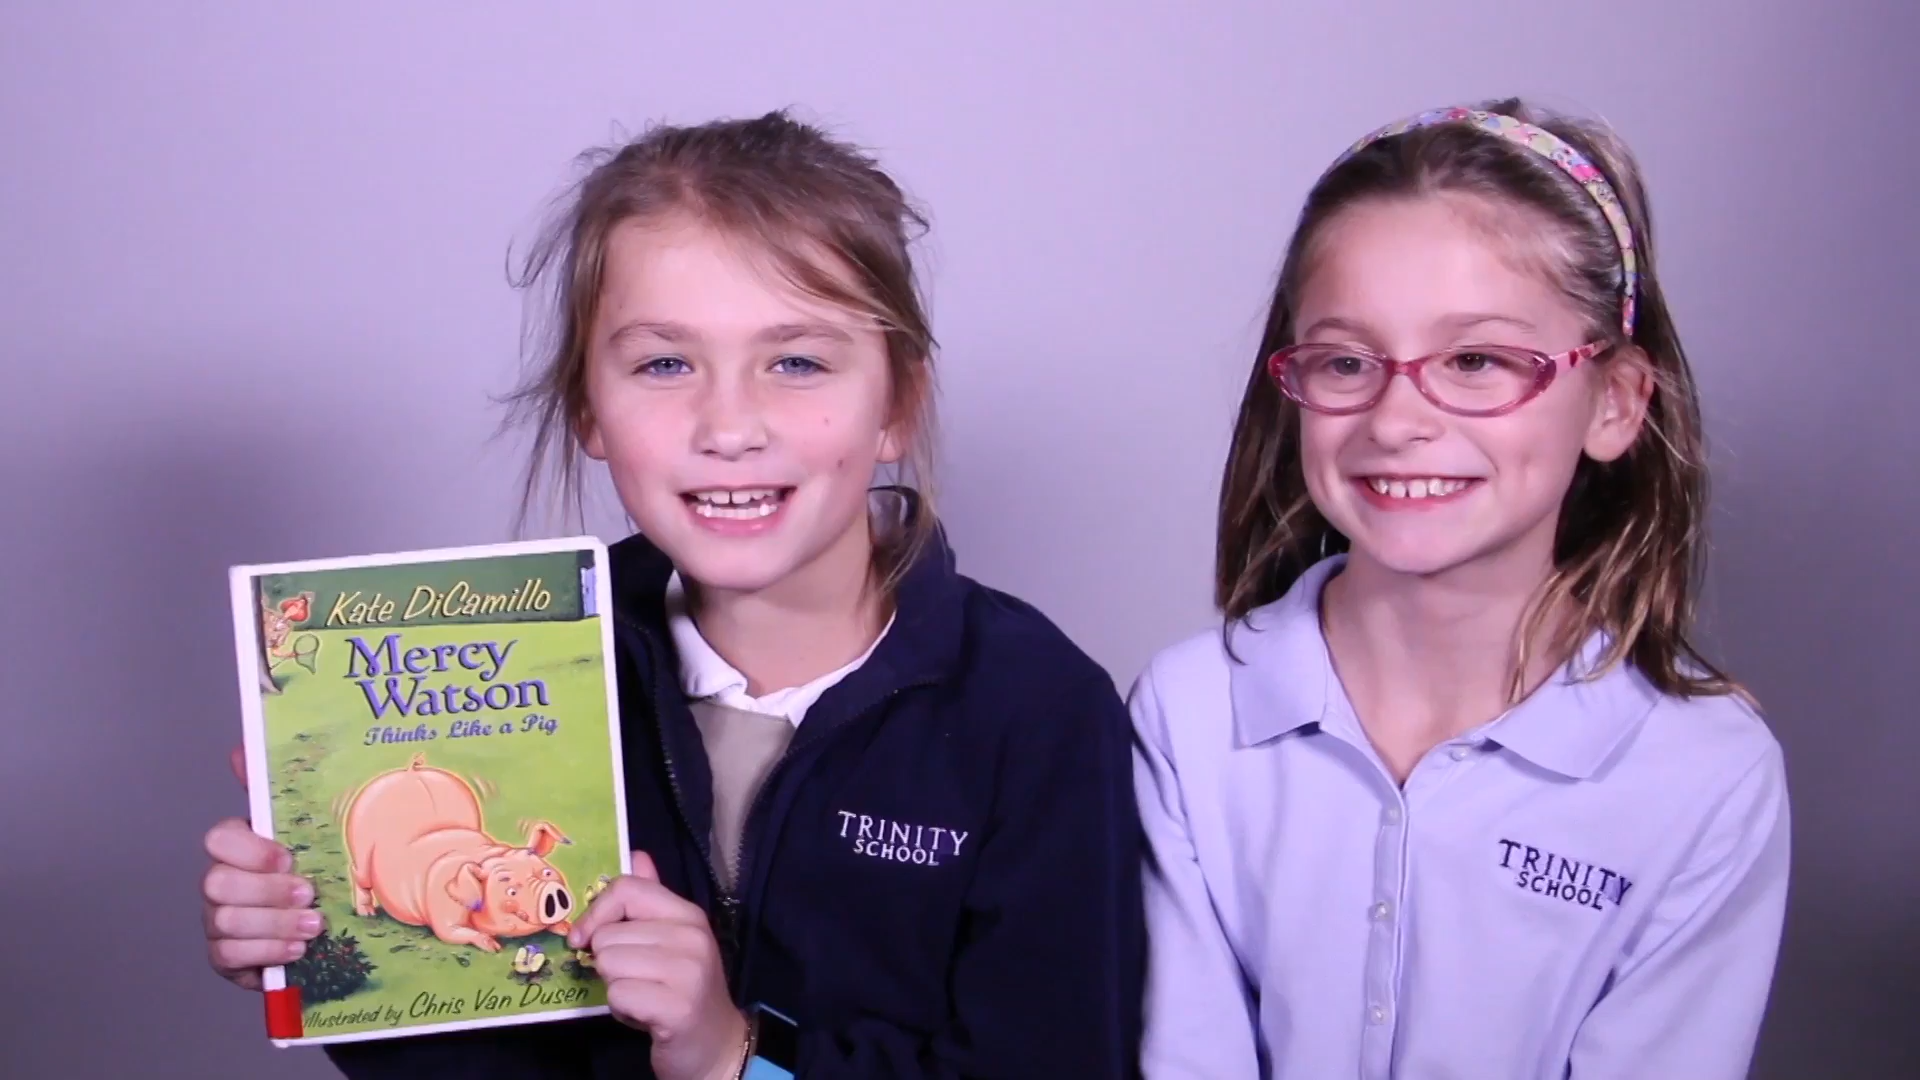 Kate DiCamillo
Mercy
Watson
Thinks Like a Pig
illustrated by Chris Van Dusen
TRINITY
SCHOOL
TRINITY
SCHOOL